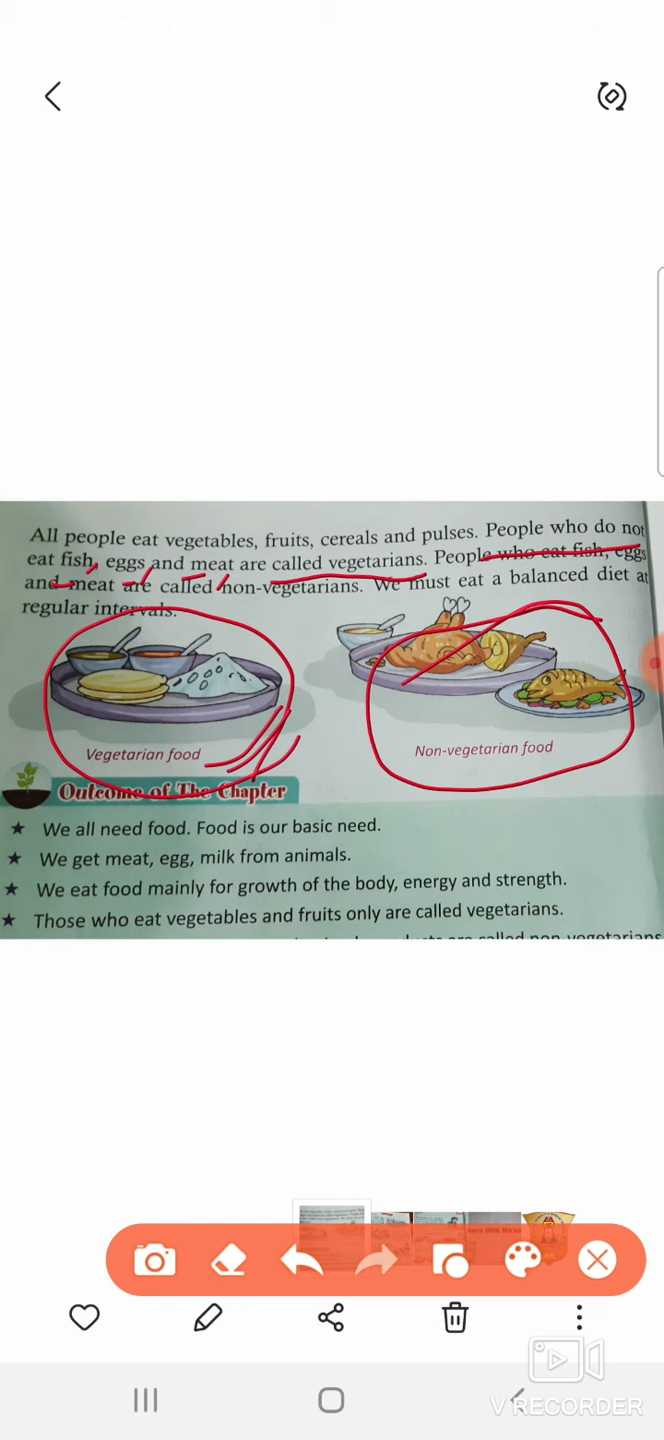 All people eat vegetables, fruits, cereals and pulses. People who do not
eat fish, eggs and meat are called vegetarians. People who eat fish, eggs
and meat are called non-vegetarians. We must eat a balanced diet at
regular intervals.
Vegetarian food
Non-vegetarian food
Outcome of The Chapter
★ We all need food. Food is our basic need.
★ We get meat, egg, milk from animals.
★ We eat food mainly for growth of the body, energy and strength.
★ Those who eat vegetables and fruits only are called vegetarians.
are called non vegetarians
V RECORDER